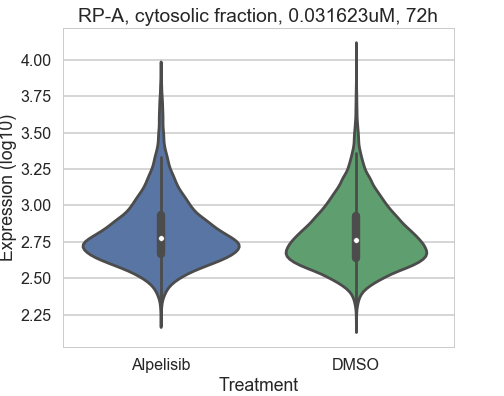 RP-A, cytosolic fraction, 0.031623uM, 72h
4.00
3.75
3.50
3.25
3.00
2.75
2.50
2.25
Expression (log10)
Alpelisib DMSO
Treatment